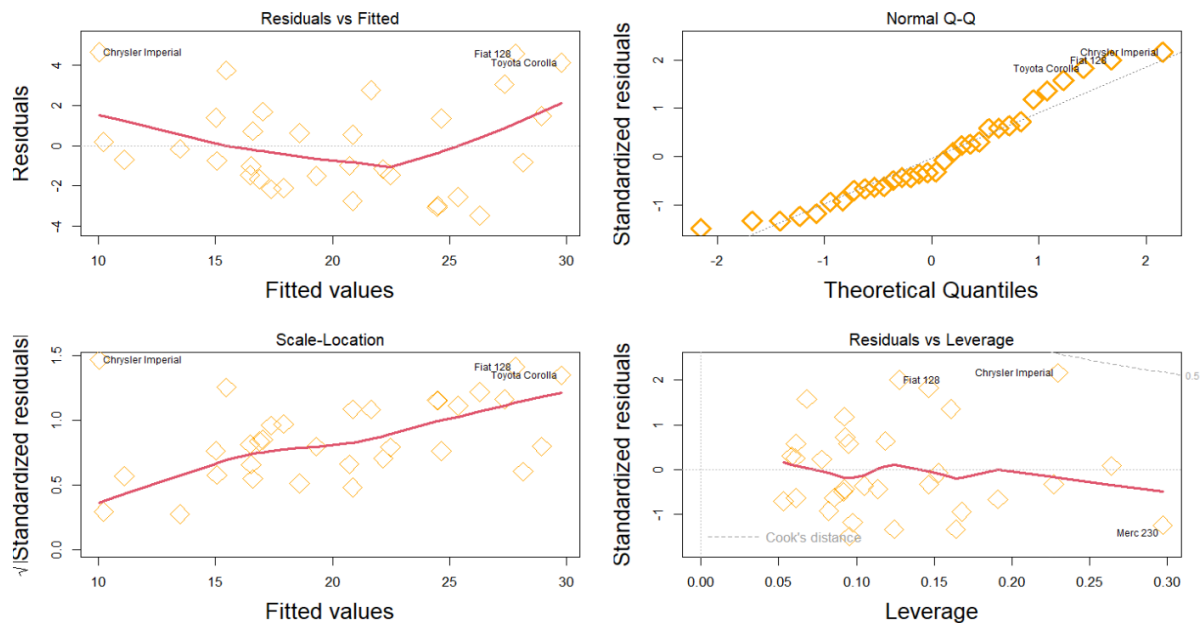 Residuals vs Fitted
Residuals
4
2
0
-2
-4
Chrysler Imperial
Fiat 128
Toyota Corolla
10 15 20 25 30
Fitted values
Normal Q-Q
Standardized residuals
2
1
0
-1
Chrysler Imperial
Fiat 128
Toyota Corolla
-2 -1 0 1 2
Theoretical Quantiles
Scale-Location
√|Standardized residuals|
1.5
1.0
0.5
0.0
Chrysler Imperial
Fiat 128
Toyota Corolla
10 15 20 25 30
Fitted values
Residuals vs Leverage
Standardized residuals
2
1
0
-1
Fiat 128
Chrysler Imperial
0.5
Merc 230
Cook's distance
0.00 0.05 0.10 0.15 0.20 0.25 0.30
Leverage